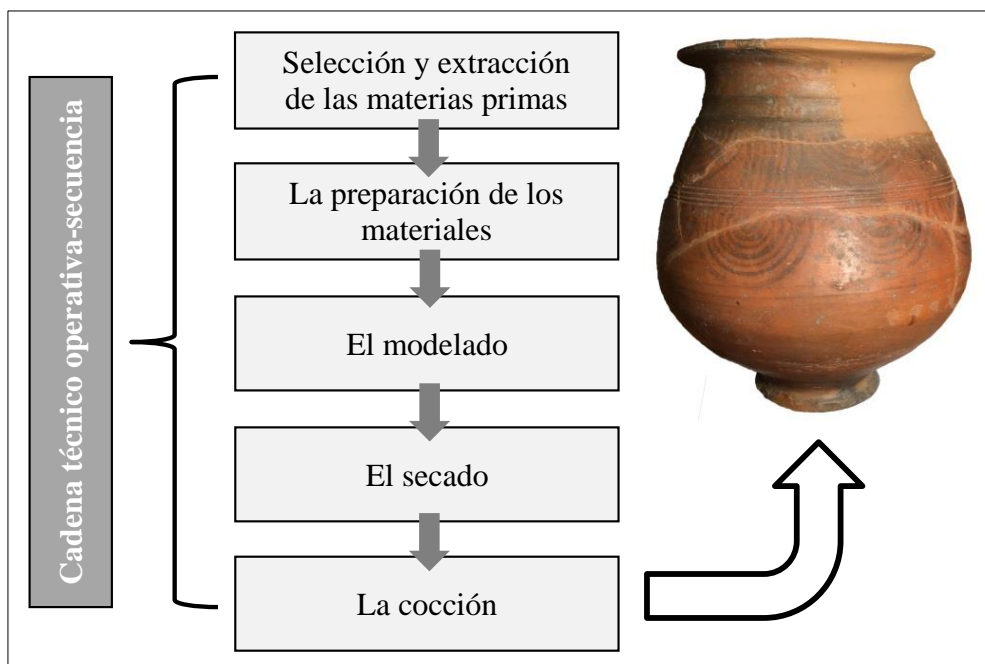 Cadena técnico operativa-secuencia
Selección y extracción
de las materias primas
La preparación de los
materiales
El modelado
El secado
La cocción